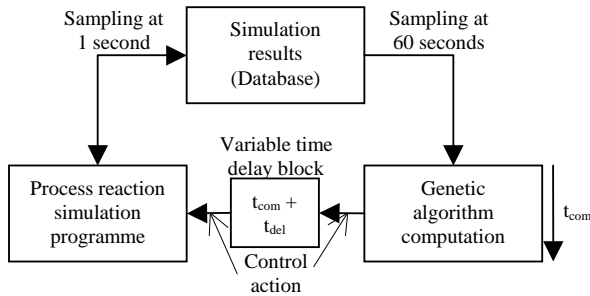 Sampling at
1 second
Simulation
results
(Database)
Sampling at
60 seconds
Variable time
delay block
Process reaction
simulation
programme
tcom +
tdel
Genetic
algorithm
computation
tcom
Control
action